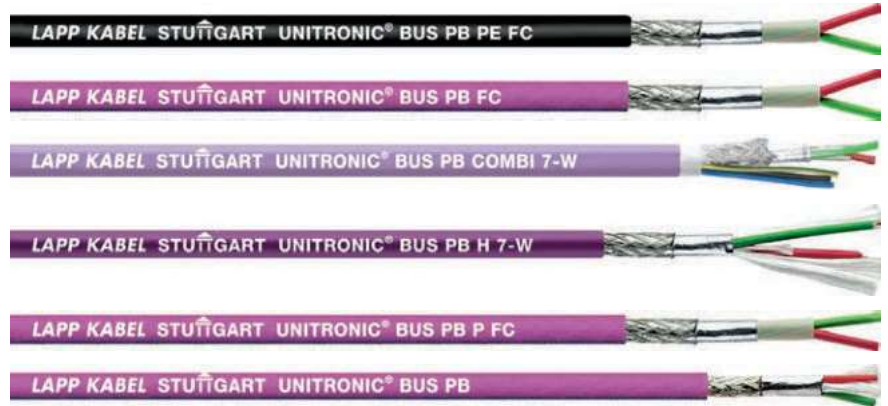 LAPP KABEL STUTTGART UNITRONIC® BUS PB PE FC
LAPP KABEL STUTTGART UNITRONIC® BUS PB FC
LAPP KABEL STUTTGART UNITRONIC® BUS PB COMBI 7-W
LAPP KABEL STUTTGART UNITRONIC® BUS PB H 7-W
LAPP KABEL STUTTGART UNITRONIC® BUS PB P FC
LAPP KABEL STUTTGART UNITRONIC® BUS PB